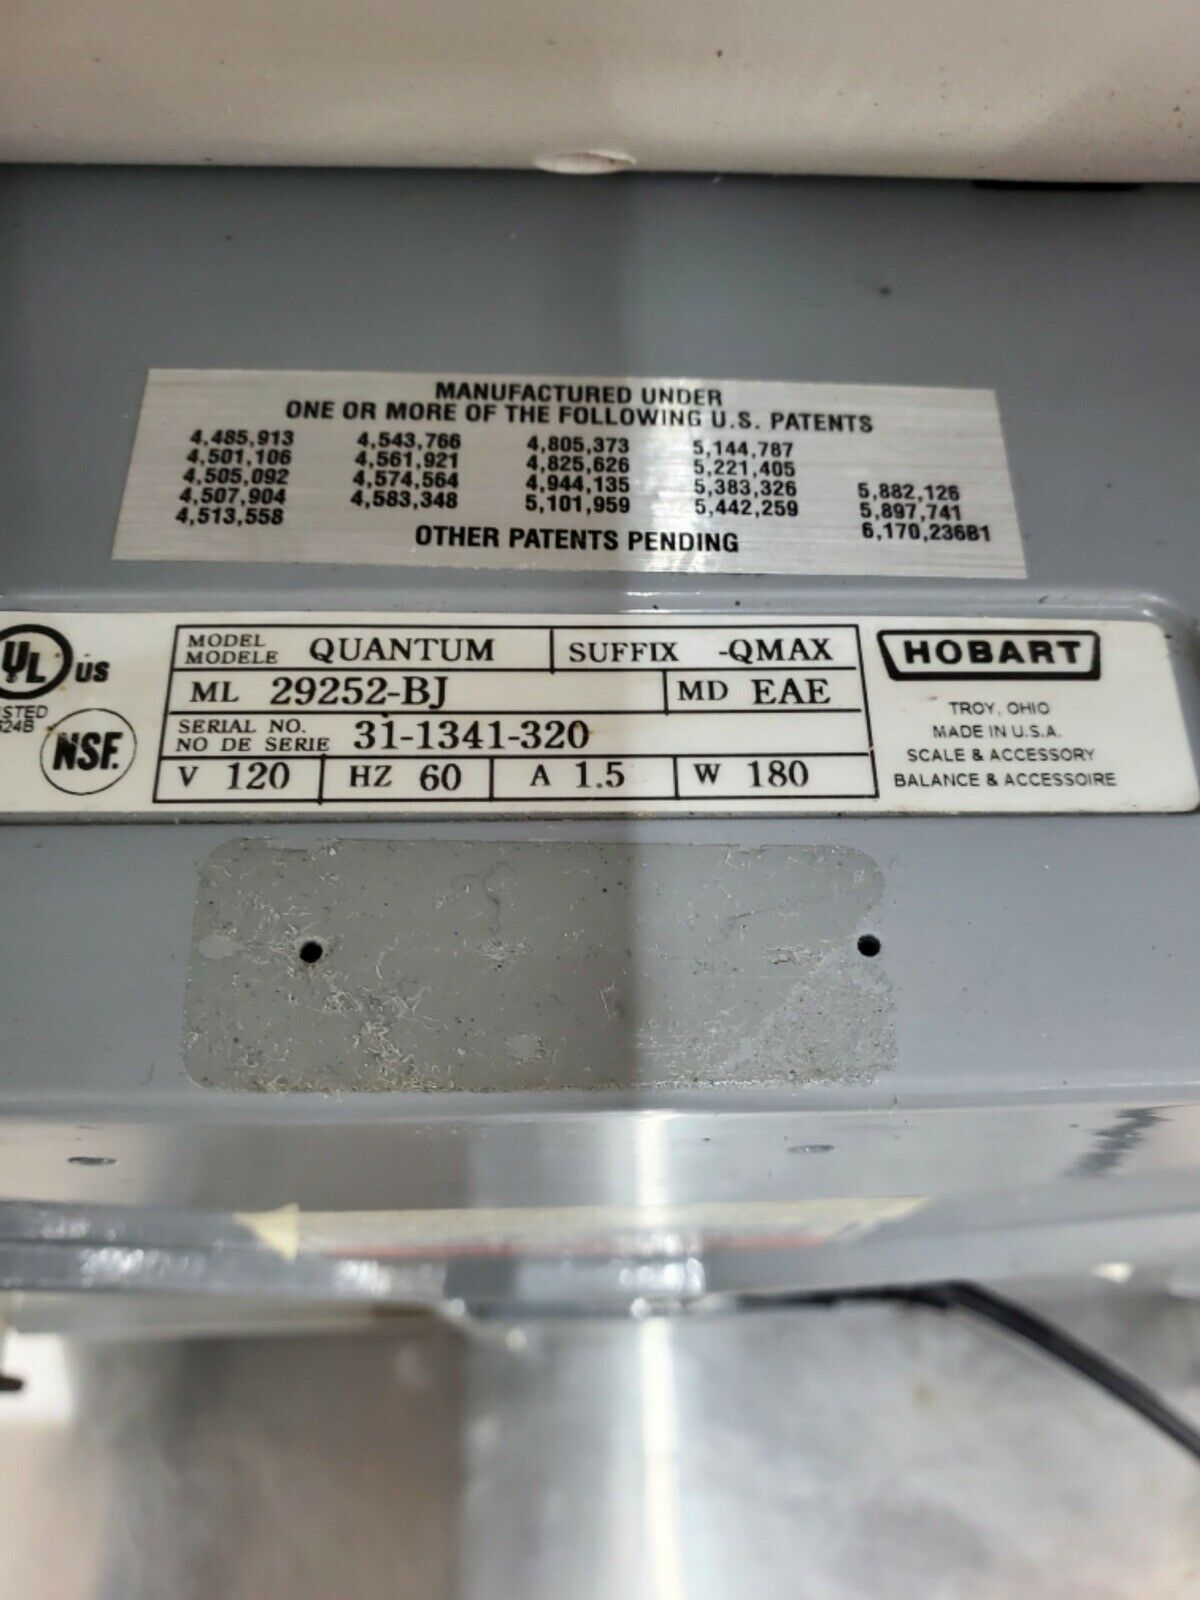 MANUFACTURED UNDER
ONE OR MORE OF THE FOLLOWING U.S. PATENTS
4,485,913 4,543,766 4,805,373 5,144,787
4,501,106 4,561,921 4,825,626 5,221,405
4,505,092 4,574,564 4,944,135 5,383,326 5,882,126
4,507,904 4,583,348 5,101,959 5,442,259 5,897,741
4,513,558 6,170,236B1
OTHER PATENTS PENDING
UL US
NSF.
MODEL
MODELE QUANTUM SUFFIX -QMAX
ML 29252-BJ MD EAE
SERIAL NO.
NO DE SERIE 31-1341-320
V 120 HZ 60 A 1.5 W 180
HOBART
TROY, OHIO
MADE IN U.S.A.
SCALE & ACCESSORY
BALANCE & ACCESSOIRE